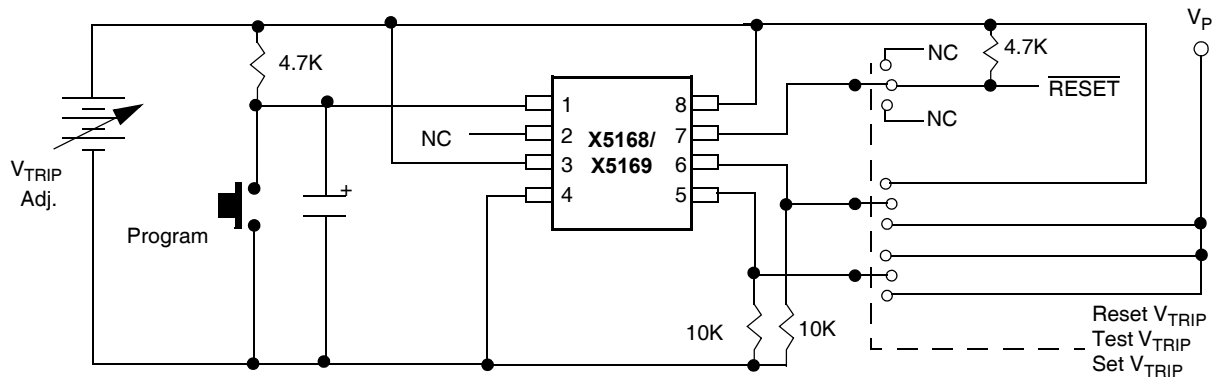 V_P
4.7K
NC
4.7K
RESET
NC
V_TRIP
Adj.
Program
+
NC
X5168/
X5169
1
2
3
4
8
7
6
5
10K
10K
Reset V_TRIP
Test V_TRIP
Set V_TRIP